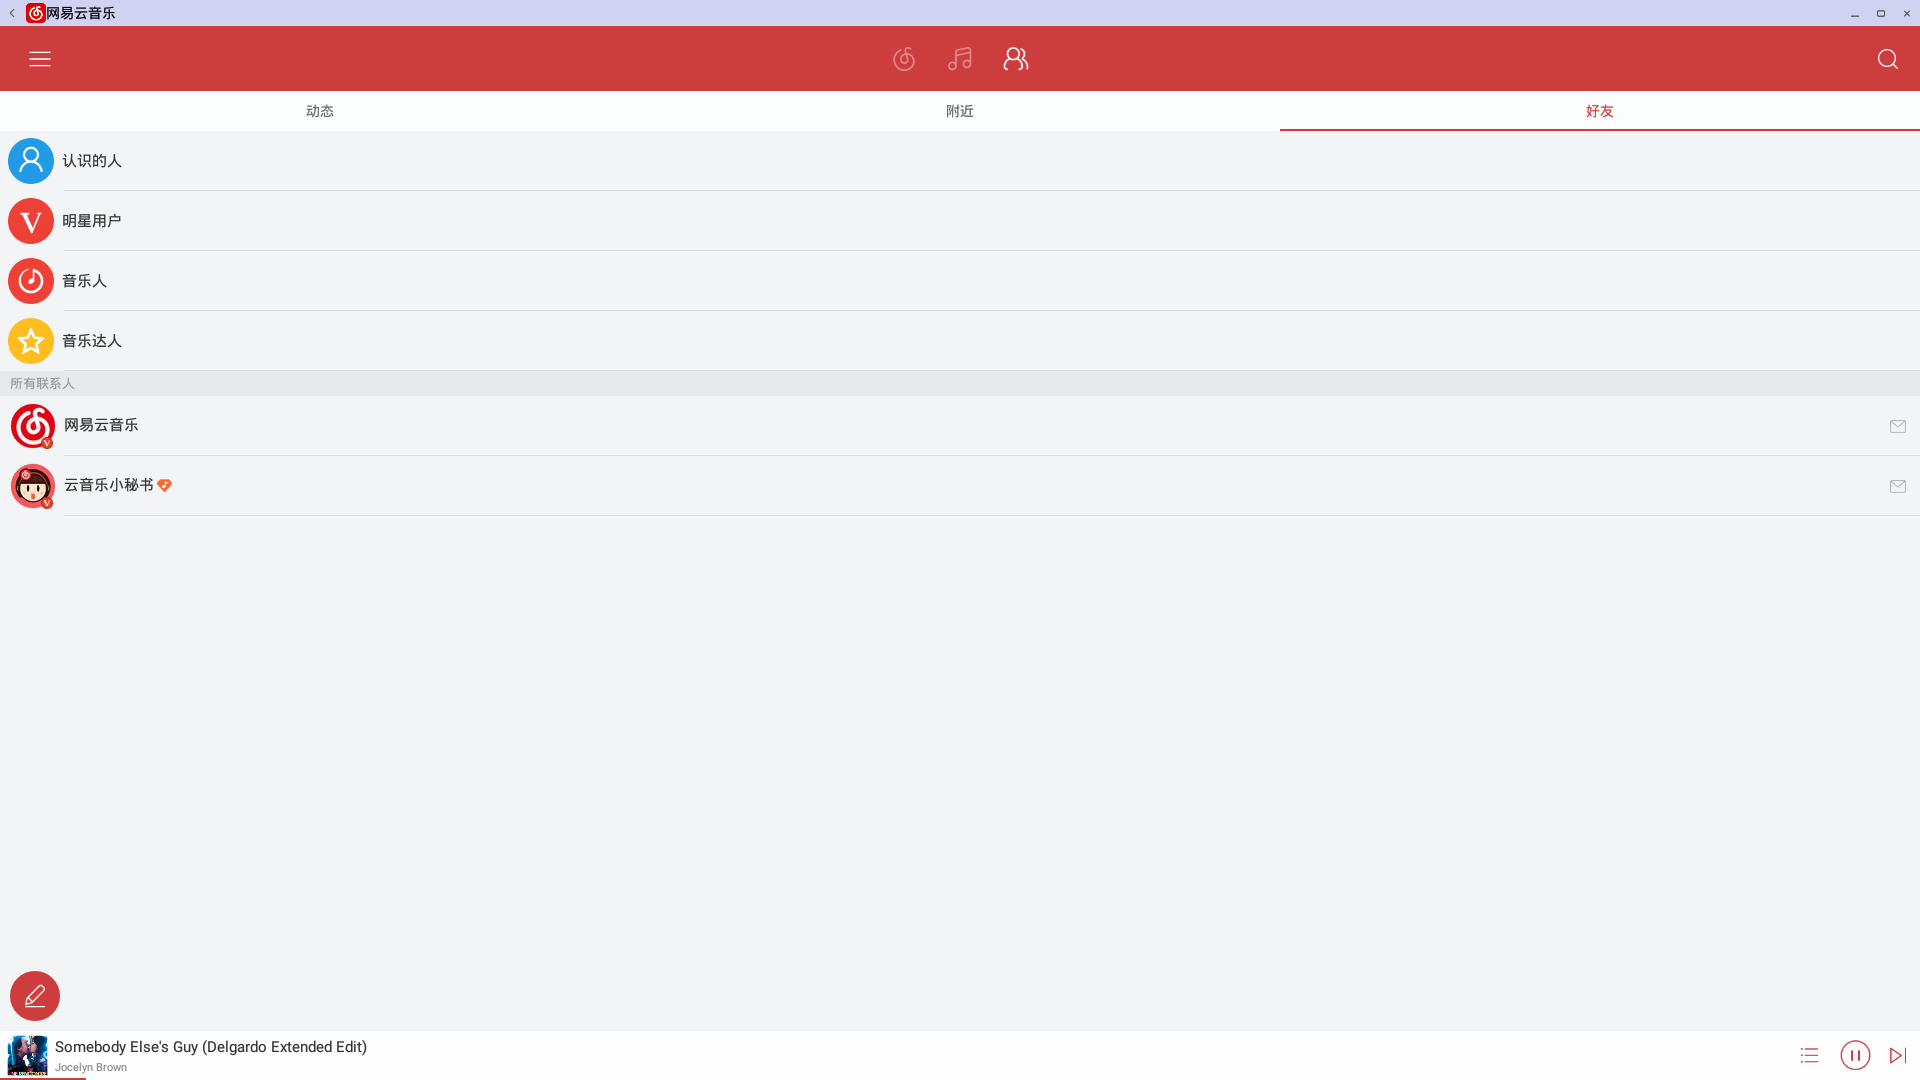 网易云音乐
动态
附近
好友
认识的人
明星用户
音乐人
音乐达人
所有联系人
网易云音乐
云音乐小秘书
Somebody Else's Guy (Delgardo Extended Edit)
Jocelyn Brown